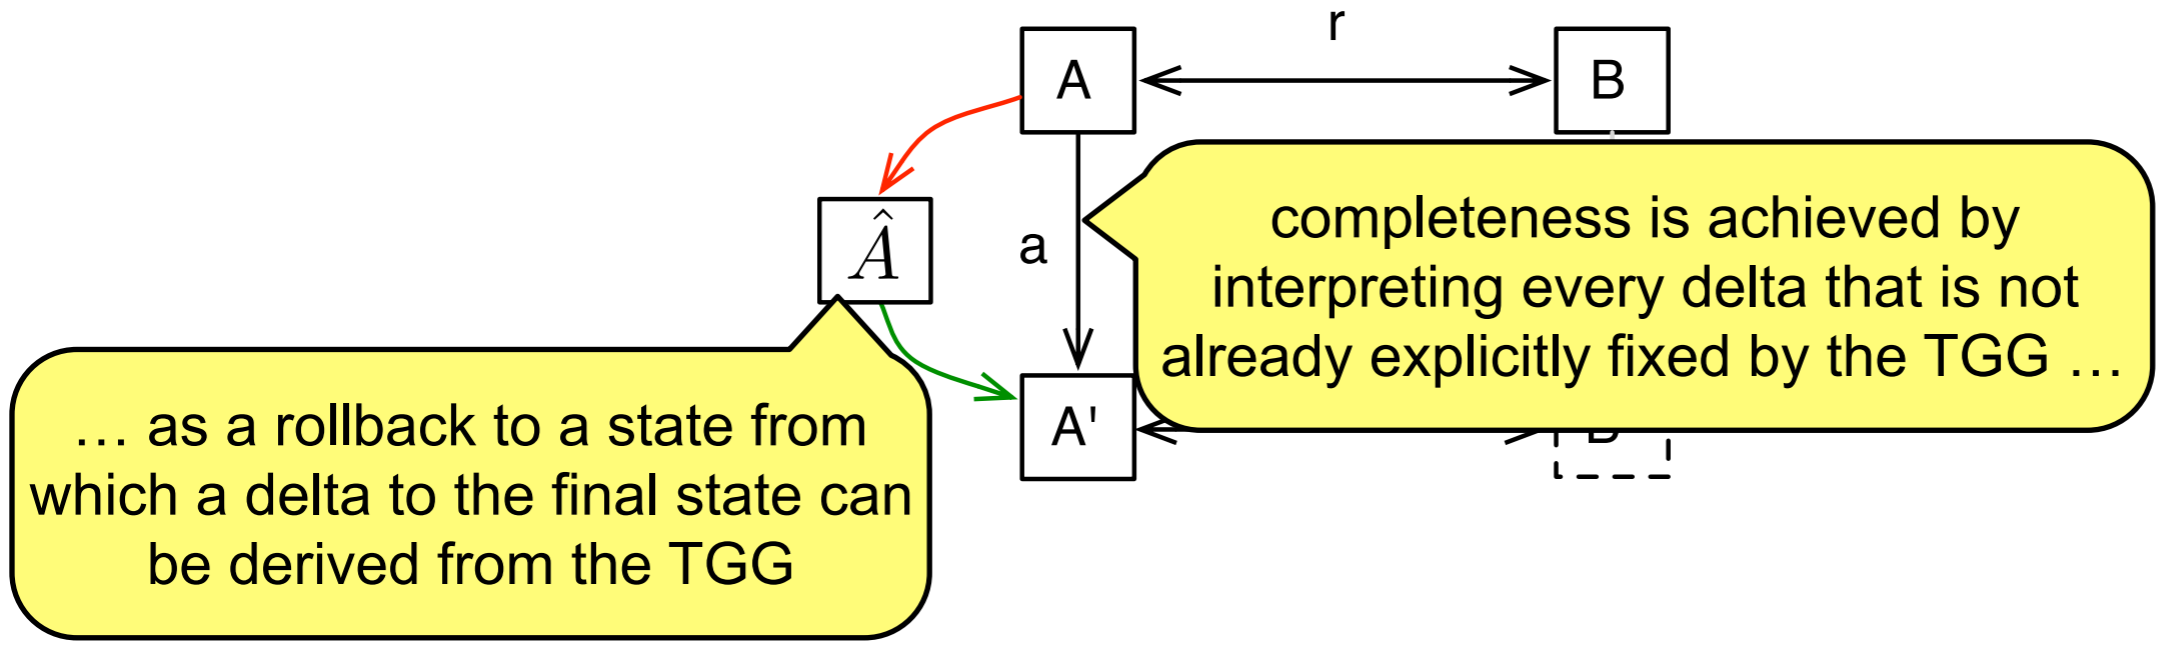 r
A
B
Â
a
completeness is achieved by
interpreting every delta that is not
already explicitly fixed by the TGG …
A'
… as a rollback to a state from
which a delta to the final state can
be derived from the TGG